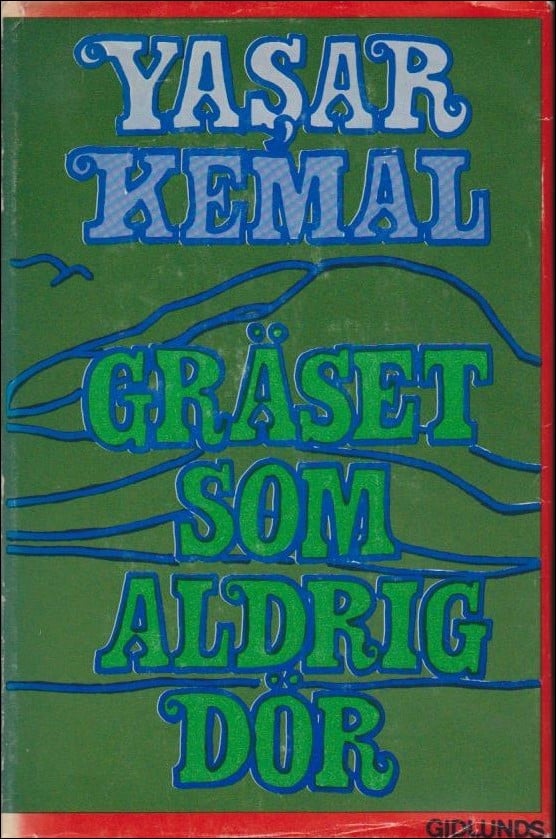 YAŞAR
KEMAL
GRÄSET
SOM
ALDRIG
DÖR
GIDLUNDS